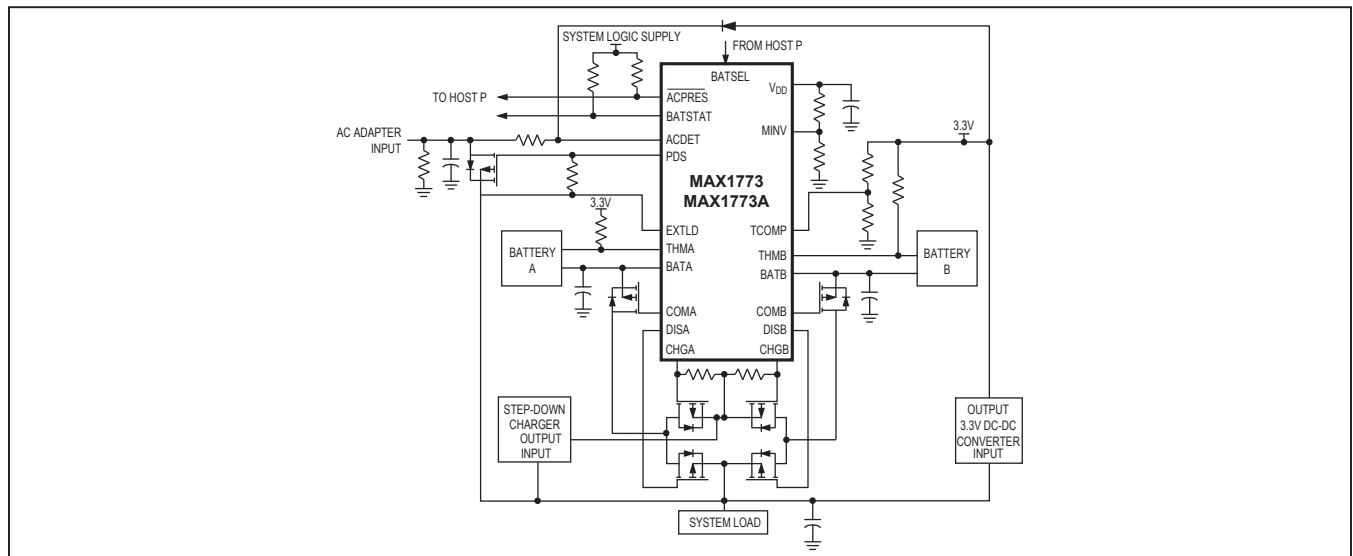 SYSTEM LOGIC SUPPLY
FROM HOST P
BATSEL
TO HOST P
ACPRES
BATSTAT
AC ADAPTER
INPUT
ACDET
PDS
VDD
MINV
3.3V
MAX1773
MAX1773A
3.3V
EXTLD
THMA
BATA
BATTERY
A
TCOMP
THMB
BATB
BATTERY
B
COMA
DISA
CHGA
COMB
DISB
CHGB
STEP-DOWN
CHARGER
OUTPUT
INPUT
OUTPUT
3.3V DC-DC
CONVERTER
INPUT
SYSTEM LOAD